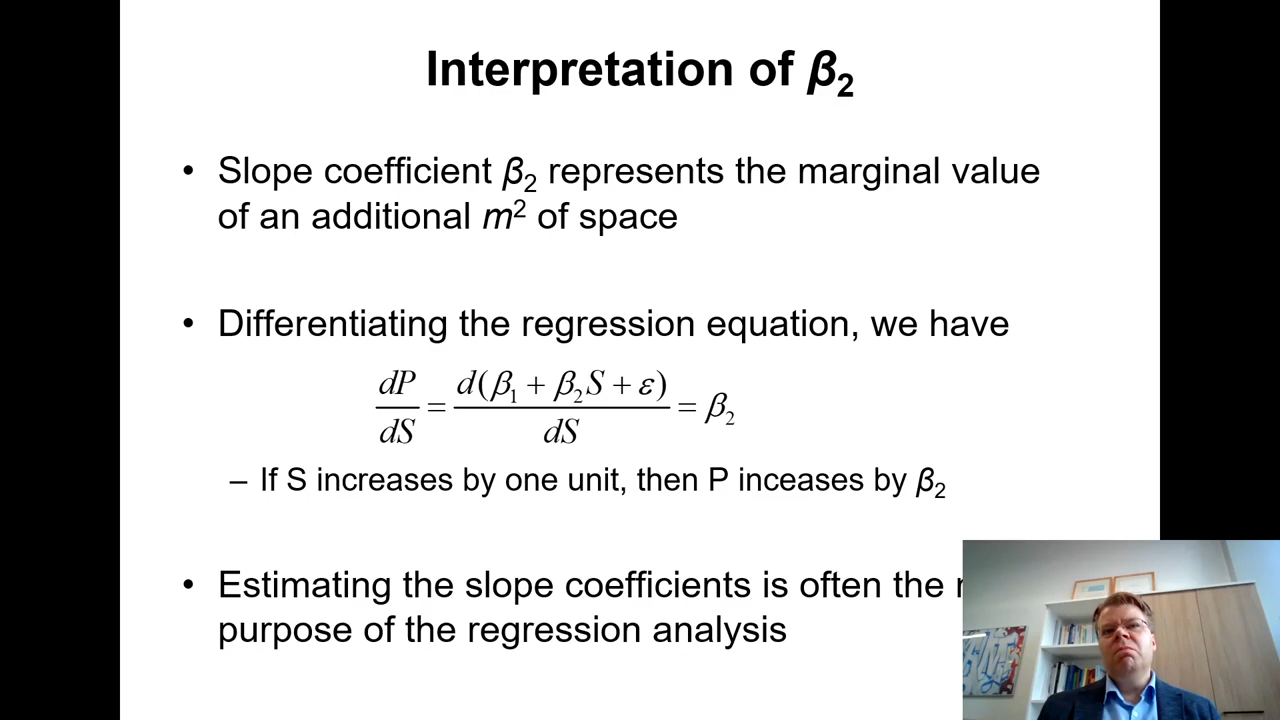 Interpretation of β2
• Slope coefficient β2 represents the marginal value
of an additional m² of space
• Differentiating the regression equation, we have
dP/dS = d(β1 + β2S + ε)/dS = β2
– If S increases by one unit, then P inceases by β2
• Estimating the slope coefficients is often the
purpose of the regression analysis